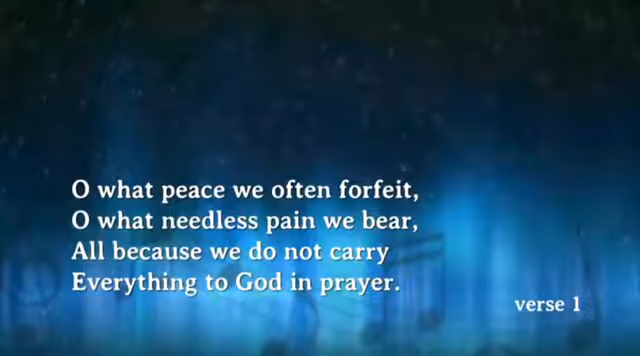 O what peace we often forfeit,
O what needless pain we bear,
All because we do not carry
Everything to God in prayer.
verse 1